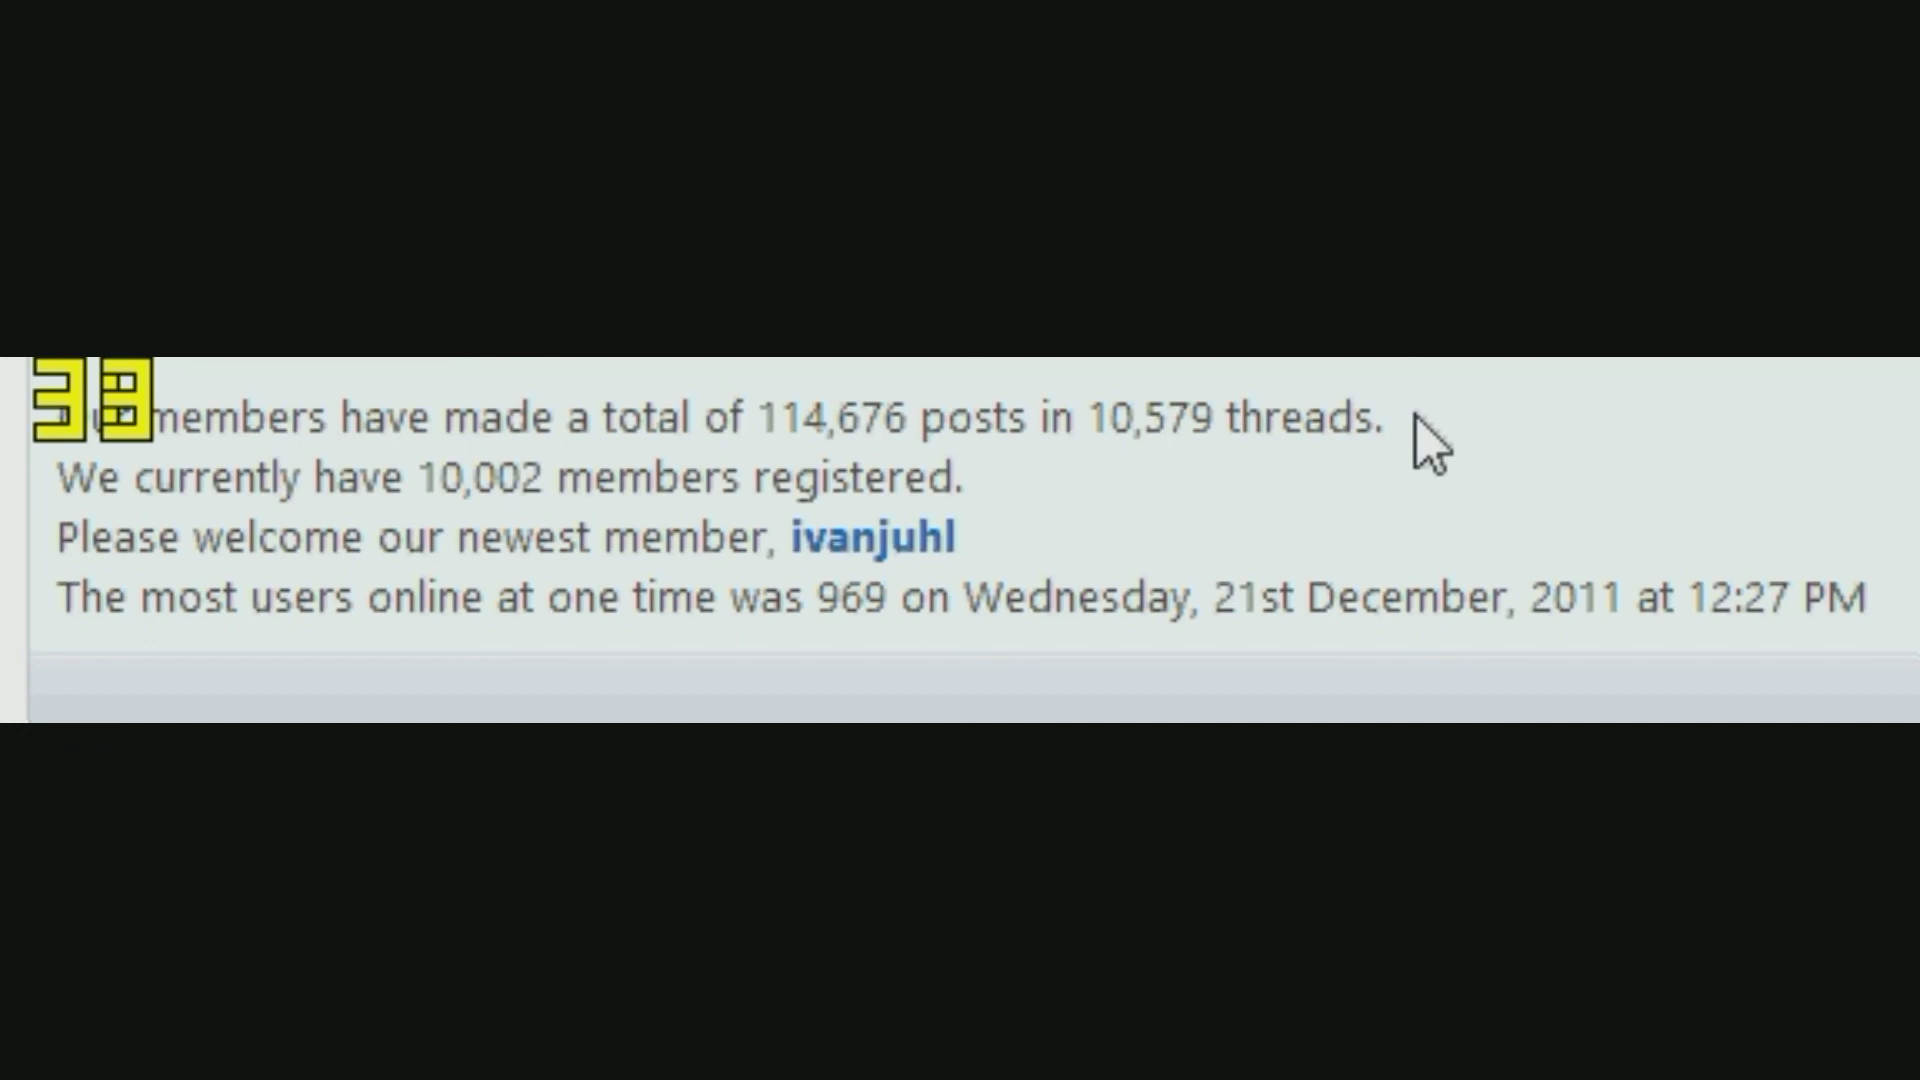 members have made a total of 114,676 posts in 10,579 threads.
We currently have 10,002 members registered.
Please welcome our newest member, ivanjuhl
The most users online at one time was 969 on Wednesday, 21st December, 2011 at 12:27 PM